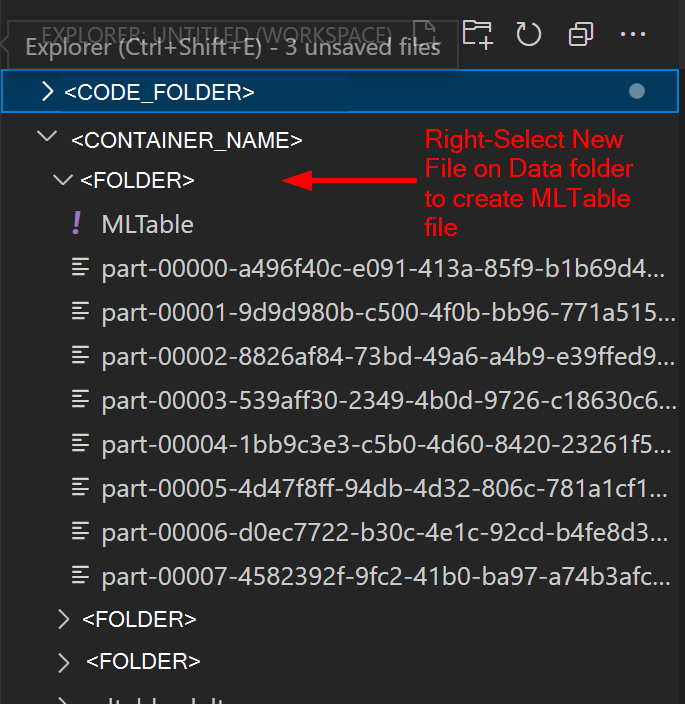 EXPLORER: UNTITLED (WORKSPACE)
Explorer (Ctrl+Shift+E) - 3 unsaved files
<CODE_FOLDER>
<CONTAINER_NAME>
<FOLDER>
Right-Select New
File on Data folder
to create MLTable
file
! MLTable
part-00000-a496f40c-e091-413a-85f9-b1b69d4...
part-00001-9d9d980b-c500-4f0b-bb96-771a515...
part-00002-8826af84-73bd-49a6-a4b9-e39ffed9...
part-00003-539aff30-2349-4b0d-9726-c18630c6...
part-00004-1bb9c3e3-c5b0-4d60-8420-23261f5...
part-00005-4d47f8ff-94db-4d32-806c-781a1cf1...
part-00006-d0ec7722-b30c-4e1c-92cd-b4fe8d3...
part-00007-4582392f-9fc2-41b0-ba97-a74b3afc...
<FOLDER>
<FOLDER>